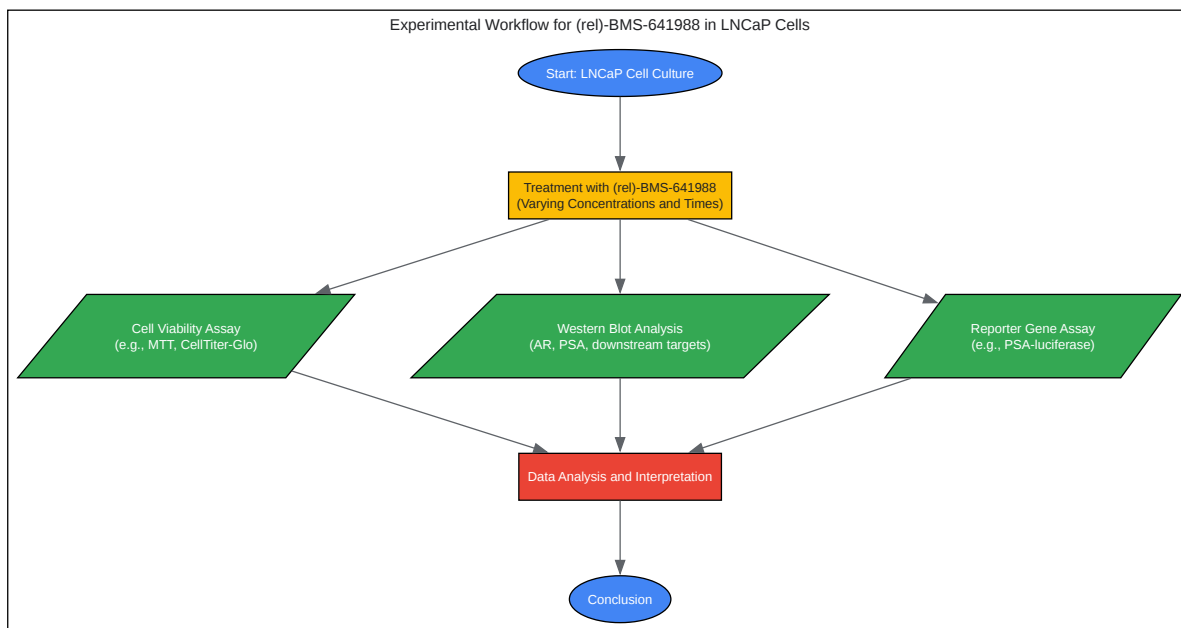 Experimental Workflow for (rel)-BMS-641988 in LNCaP Cells
Start: LNCaP Cell Culture
Treatment with (rel)-BMS-641988
(Varying Concentrations and Times)
Cell Viability Assay
(e.g., MTT, CellTiter-Glo)
Western Blot Analysis
(AR, PSA, downstream targets)
Reporter Gene Assay
(e.g., PSA-luciferase)
Data Analysis and Interpretation
Conclusion